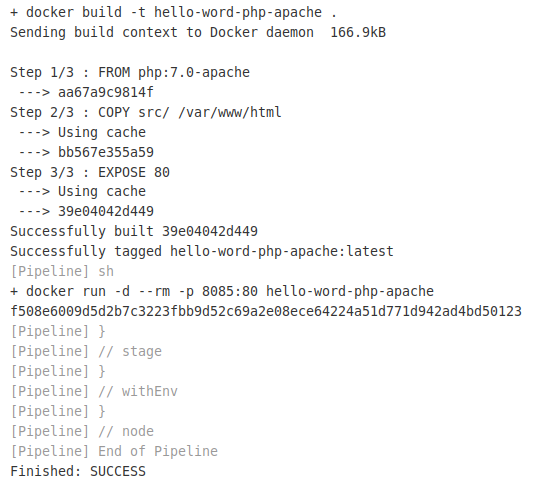 + docker build -t hello-word-php-apache .
Sending build context to Docker daemon  166.9kB

Step 1/3 : FROM php:7.0-apache
 ---> aa67a9c9814f
Step 2/3 : COPY src/ /var/www/html
 ---> Using cache
 ---> bb567e355a59
Step 3/3 : EXPOSE 80
 ---> Using cache
 ---> 39e04042d449
Successfully built 39e04042d449
Successfully tagged hello-word-php-apache:latest
[Pipeline] sh
+ docker run -d --rm -p 8085:80 hello-word-php-apache
f508e6009d5d2b7c3223fbb9d52c69a2e08ece64224a51d771d942ad4bd50123
[Pipeline] }
[Pipeline] // stage
[Pipeline] }
[Pipeline] // withEnv
[Pipeline] }
[Pipeline] // node
[Pipeline] End of Pipeline
Finished: SUCCESS